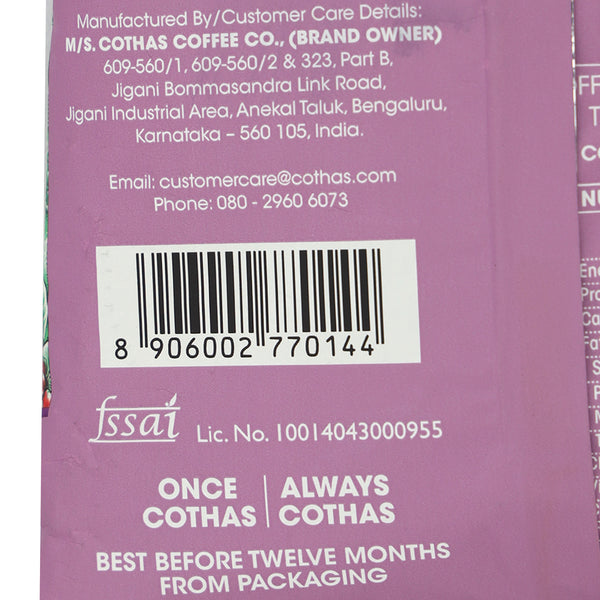 Manufactured By/Customer Care Details:
M/S. COTHAS COFFEE CO., (BRAND OWNER)
609-560/1, 609-560/2 & 323, Part B,
Jigani Bommasandra Link Road,
Jigani Industrial Area, Anekal Taluk, Bengaluru,
Karnataka – 560 105, India.
Email: customercare@cothas.com
Phone: 080 - 2960 6073
8 906002 770144
fssai Lic. No. 10014043000955
ONCE COTHAS | ALWAYS COTHAS
BEST BEFORE TWELVE MONTHS
FROM PACKAGING